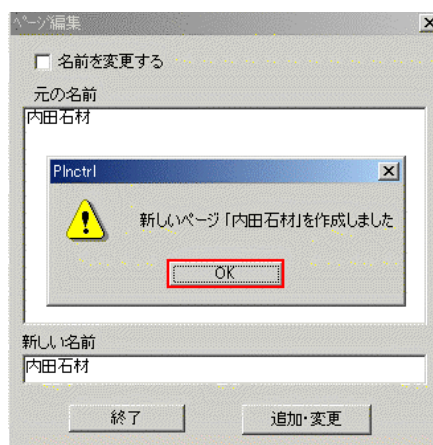 ページ編集
名前を変更する
元の名前
内田石材
PInctrl
新しいページ「内田石材」を作成しました
OK
新しい名前
内田石材
終了
追加・変更